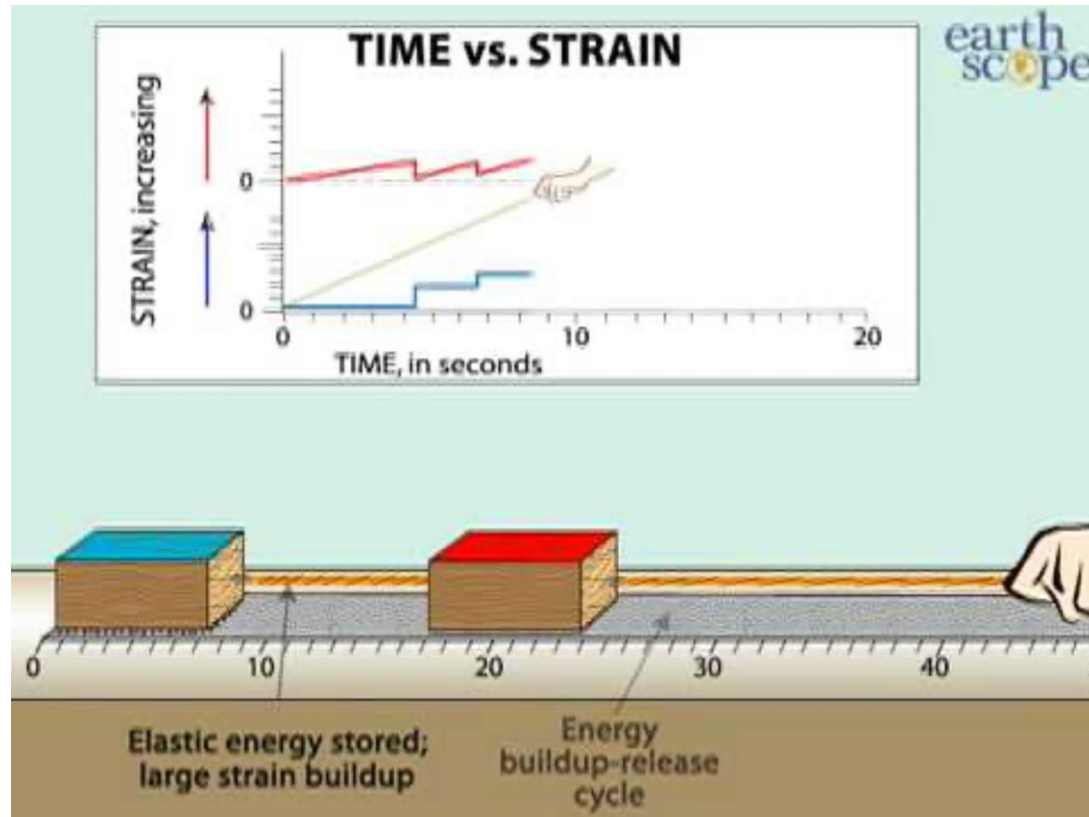 TIME vs. STRAIN
earth
scope
STRAIN, increasing
0
0
0
10
20
TIME, in seconds
0
10
20
30
40
Elastic energy stored;
large strain buildup
Energy
buildup-release
cycle